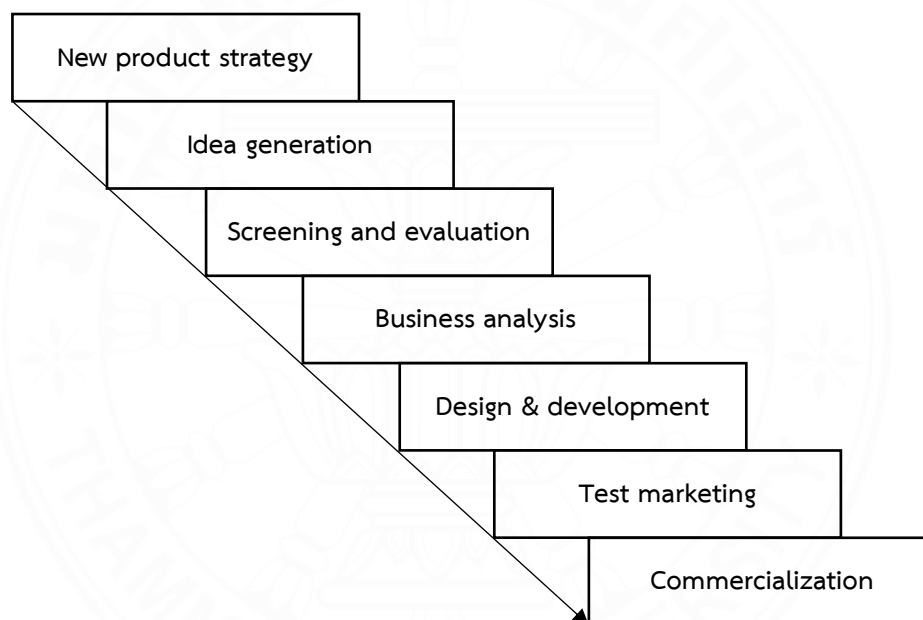 New product strategy
Idea generation
Screening and evaluation
Business analysis
Design & development
Test marketing
Commercialization